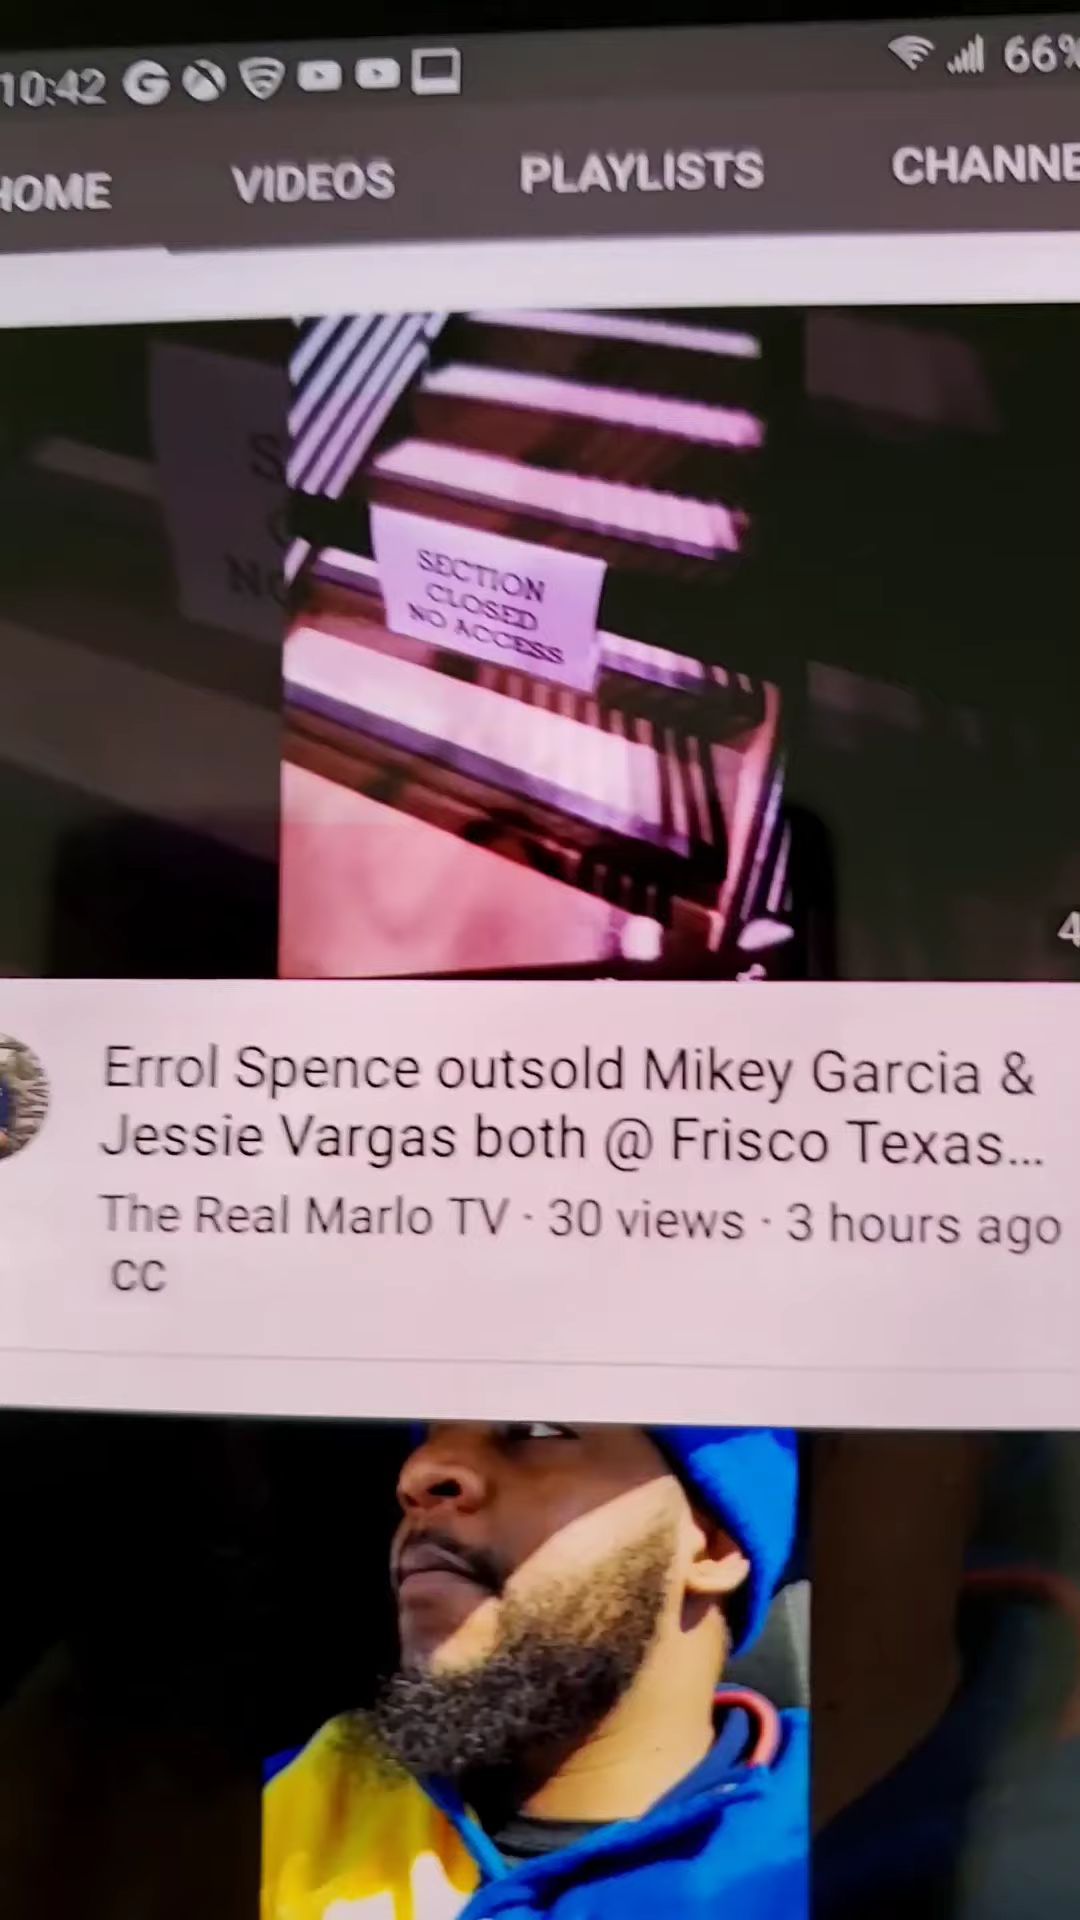 10:42
66%
HOME
VIDEOS
PLAYLISTS
CHANNE
SECTION
CLOSED
NO ACCESS
4
Errol Spence outsold Mikey Garcia &
Jessie Vargas both @ Frisco Texas...
The Real Marlo TV · 30 views · 3 hours ago
CC